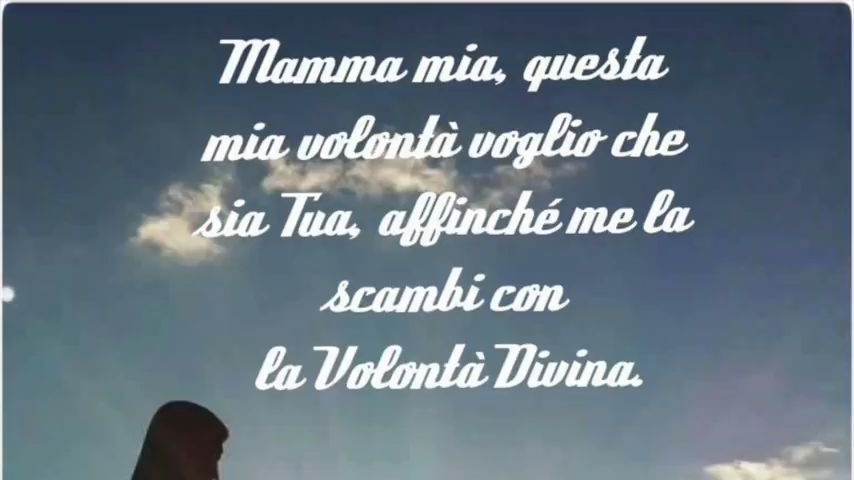 Mamma mia, questa
mia volontà voglio che
sia Tua, affinché me la
scambi con
la Volontà Divina.